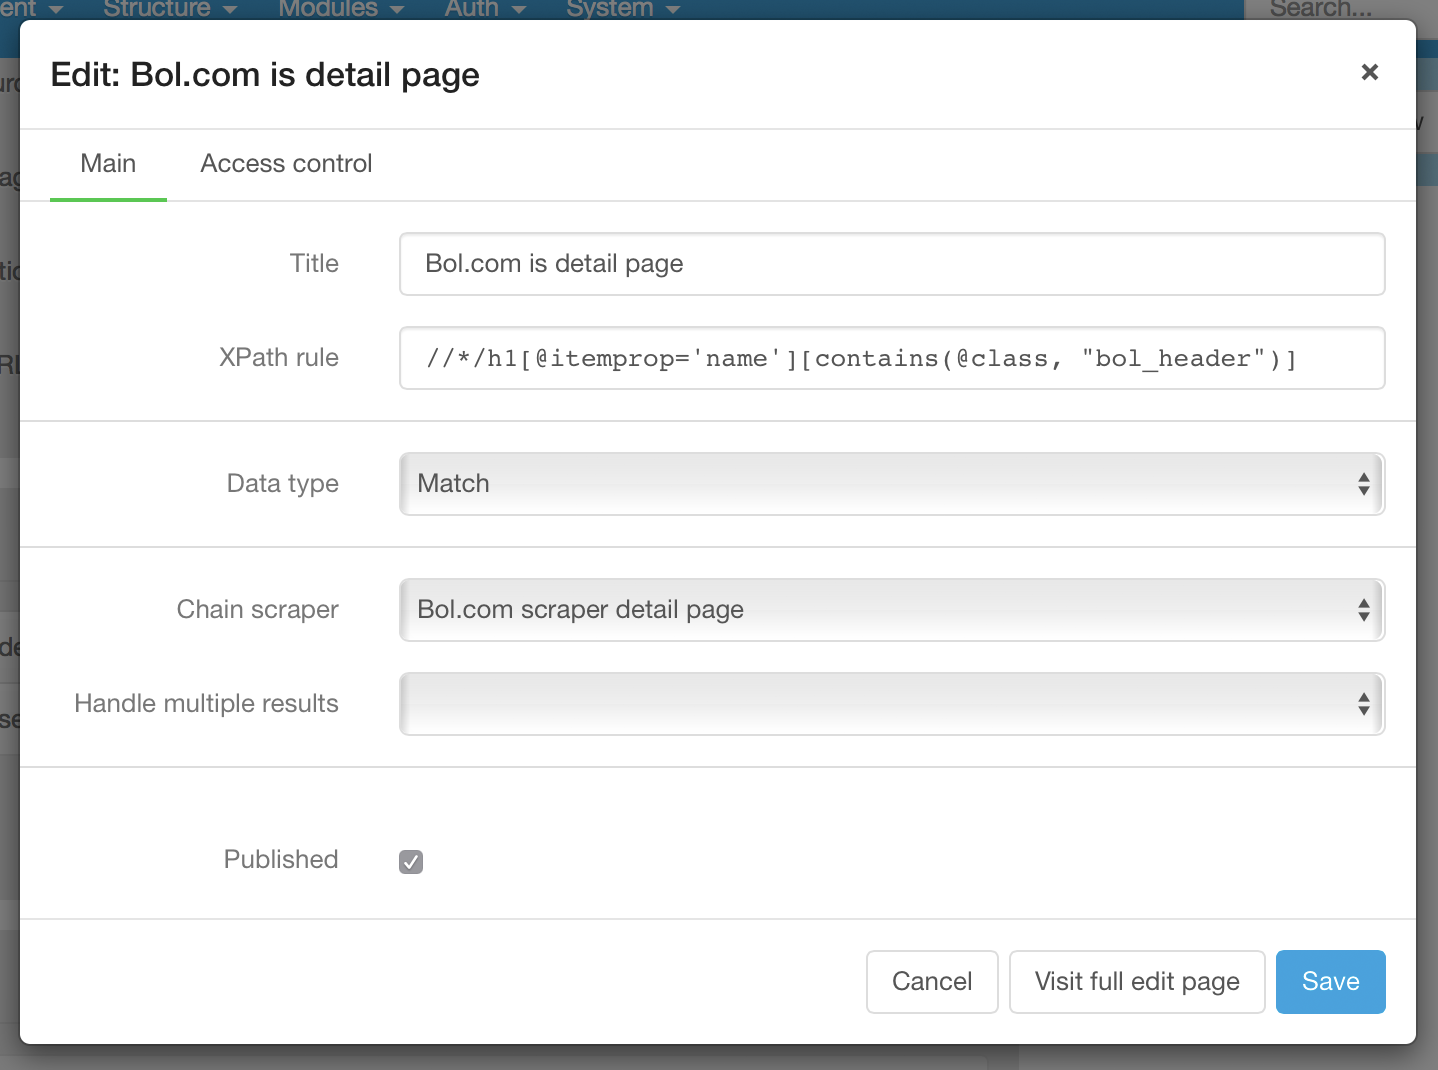 Structure Modules Auth System Search...
Edit: Bol.com is detail page
×
Main Access control
Title Bol.com is detail page
XPath rule //*/h1[@itemprop='name'][contains(@class, "bol_header")]
Data type Match
Chain scraper Bol.com scraper detail page
Handle multiple results
Published
Cancel Visit full edit page Save